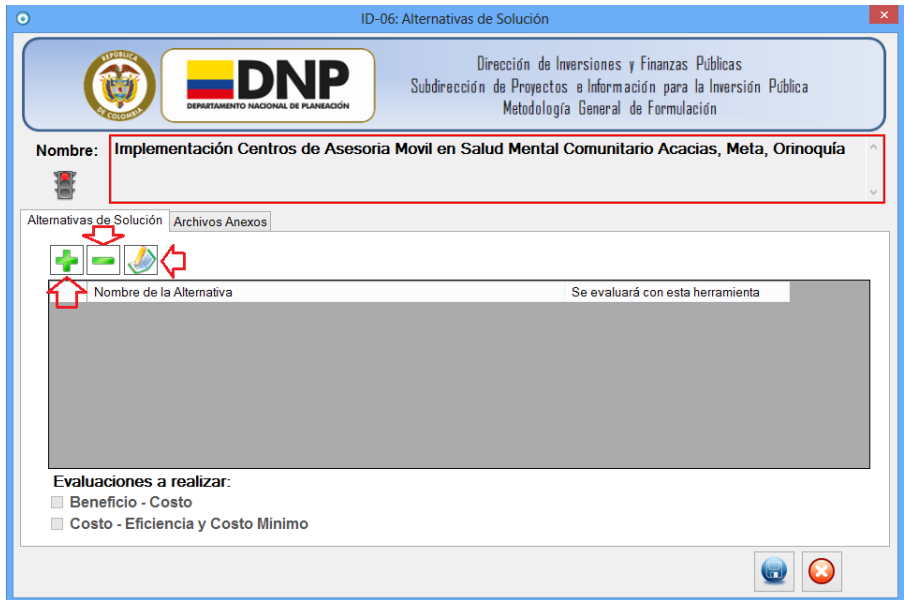 ID-06: Alternativas de Solución
REPÚBLICA
DE COLOMBIA
DNP
DEPARTAMENTO NACIONAL DE PLANEACIÓN
Dirección de Inversiones y Finanzas Públicas
Subdirección de Proyectos e Información para la Inversión Pública
Metodología General de Formulación
Nombre: Implementación Centros de Asesoria Movil en Salud Mental Comunitario Acacias, Meta, Orinoquía
Alternativas de Solución Archivos Anexos
Nombre de la Alternativa Se evaluará con esta herramienta
Evaluaciones a realizar:
Beneficio - Costo
Costo - Eficiencia y Costo Minimo